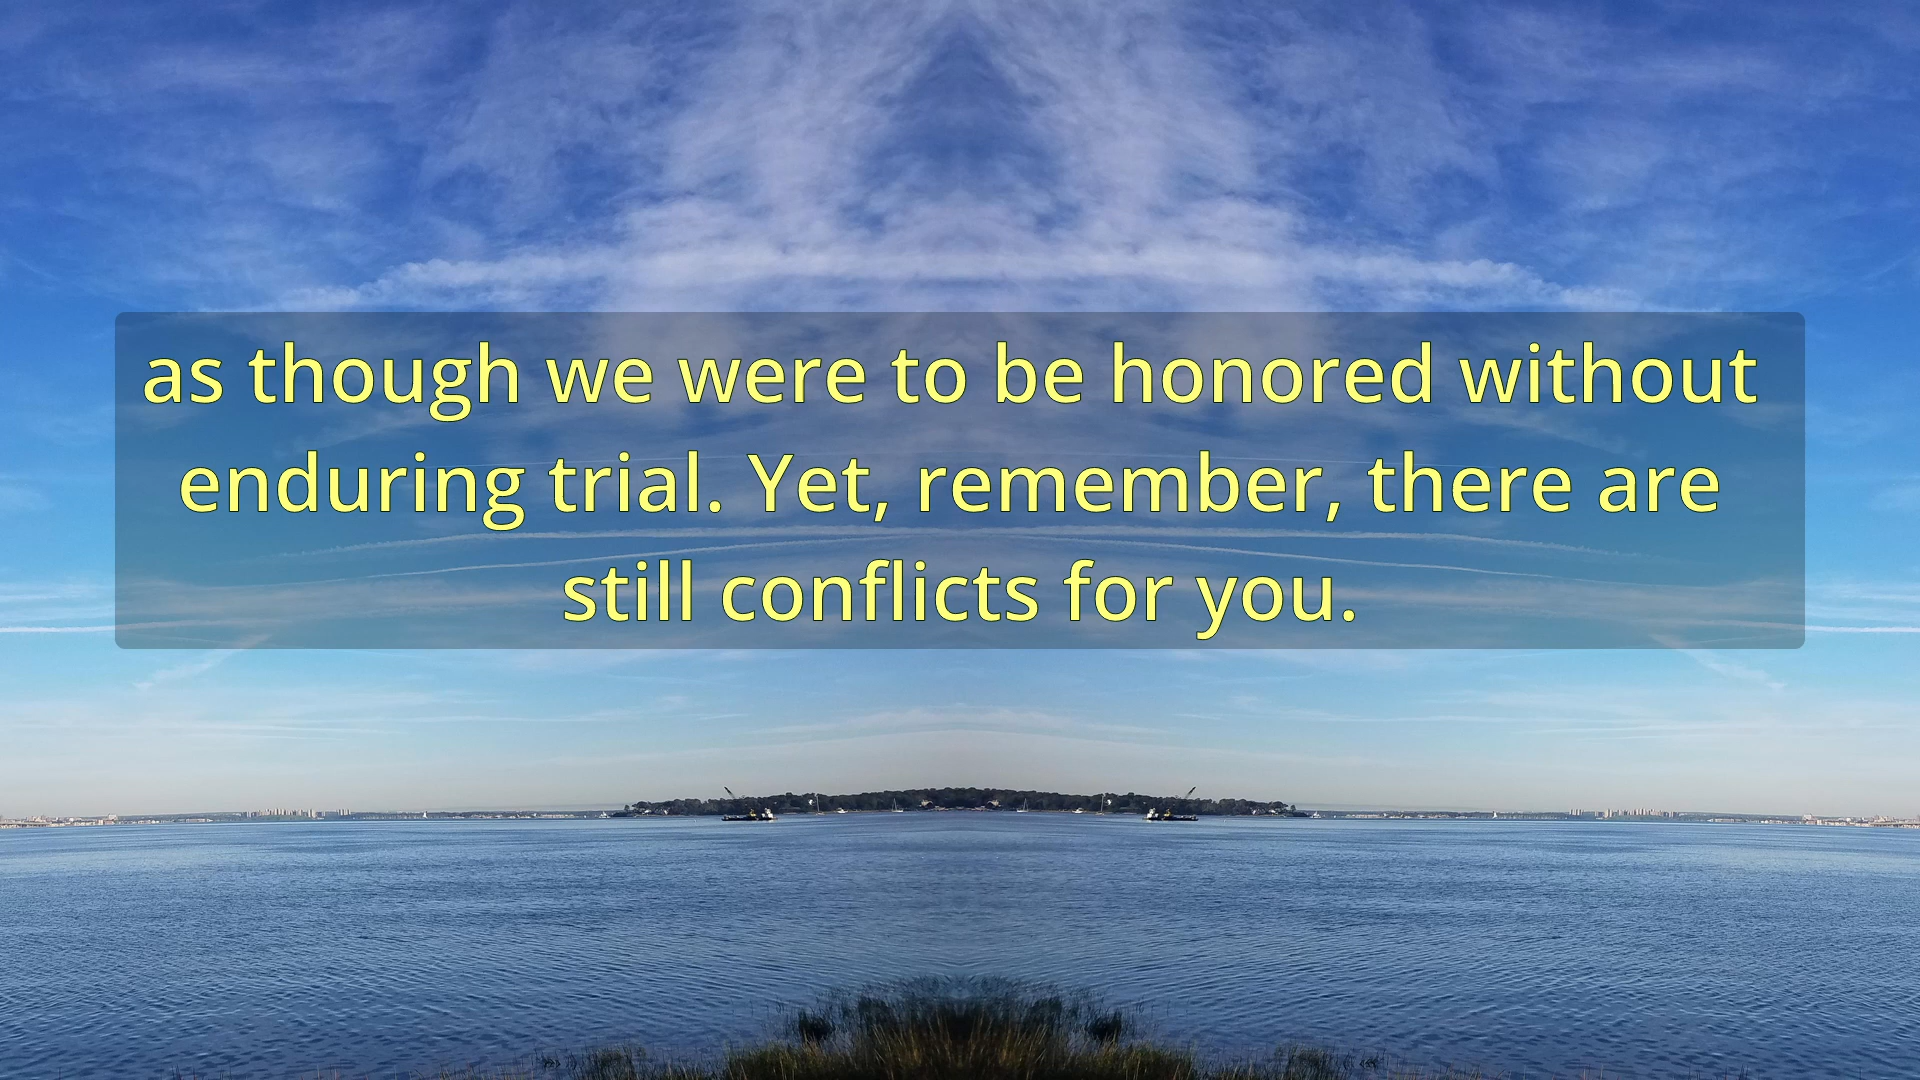 as though we were to be honored without
enduring trial. Yet, remember, there are
still conflicts for you.